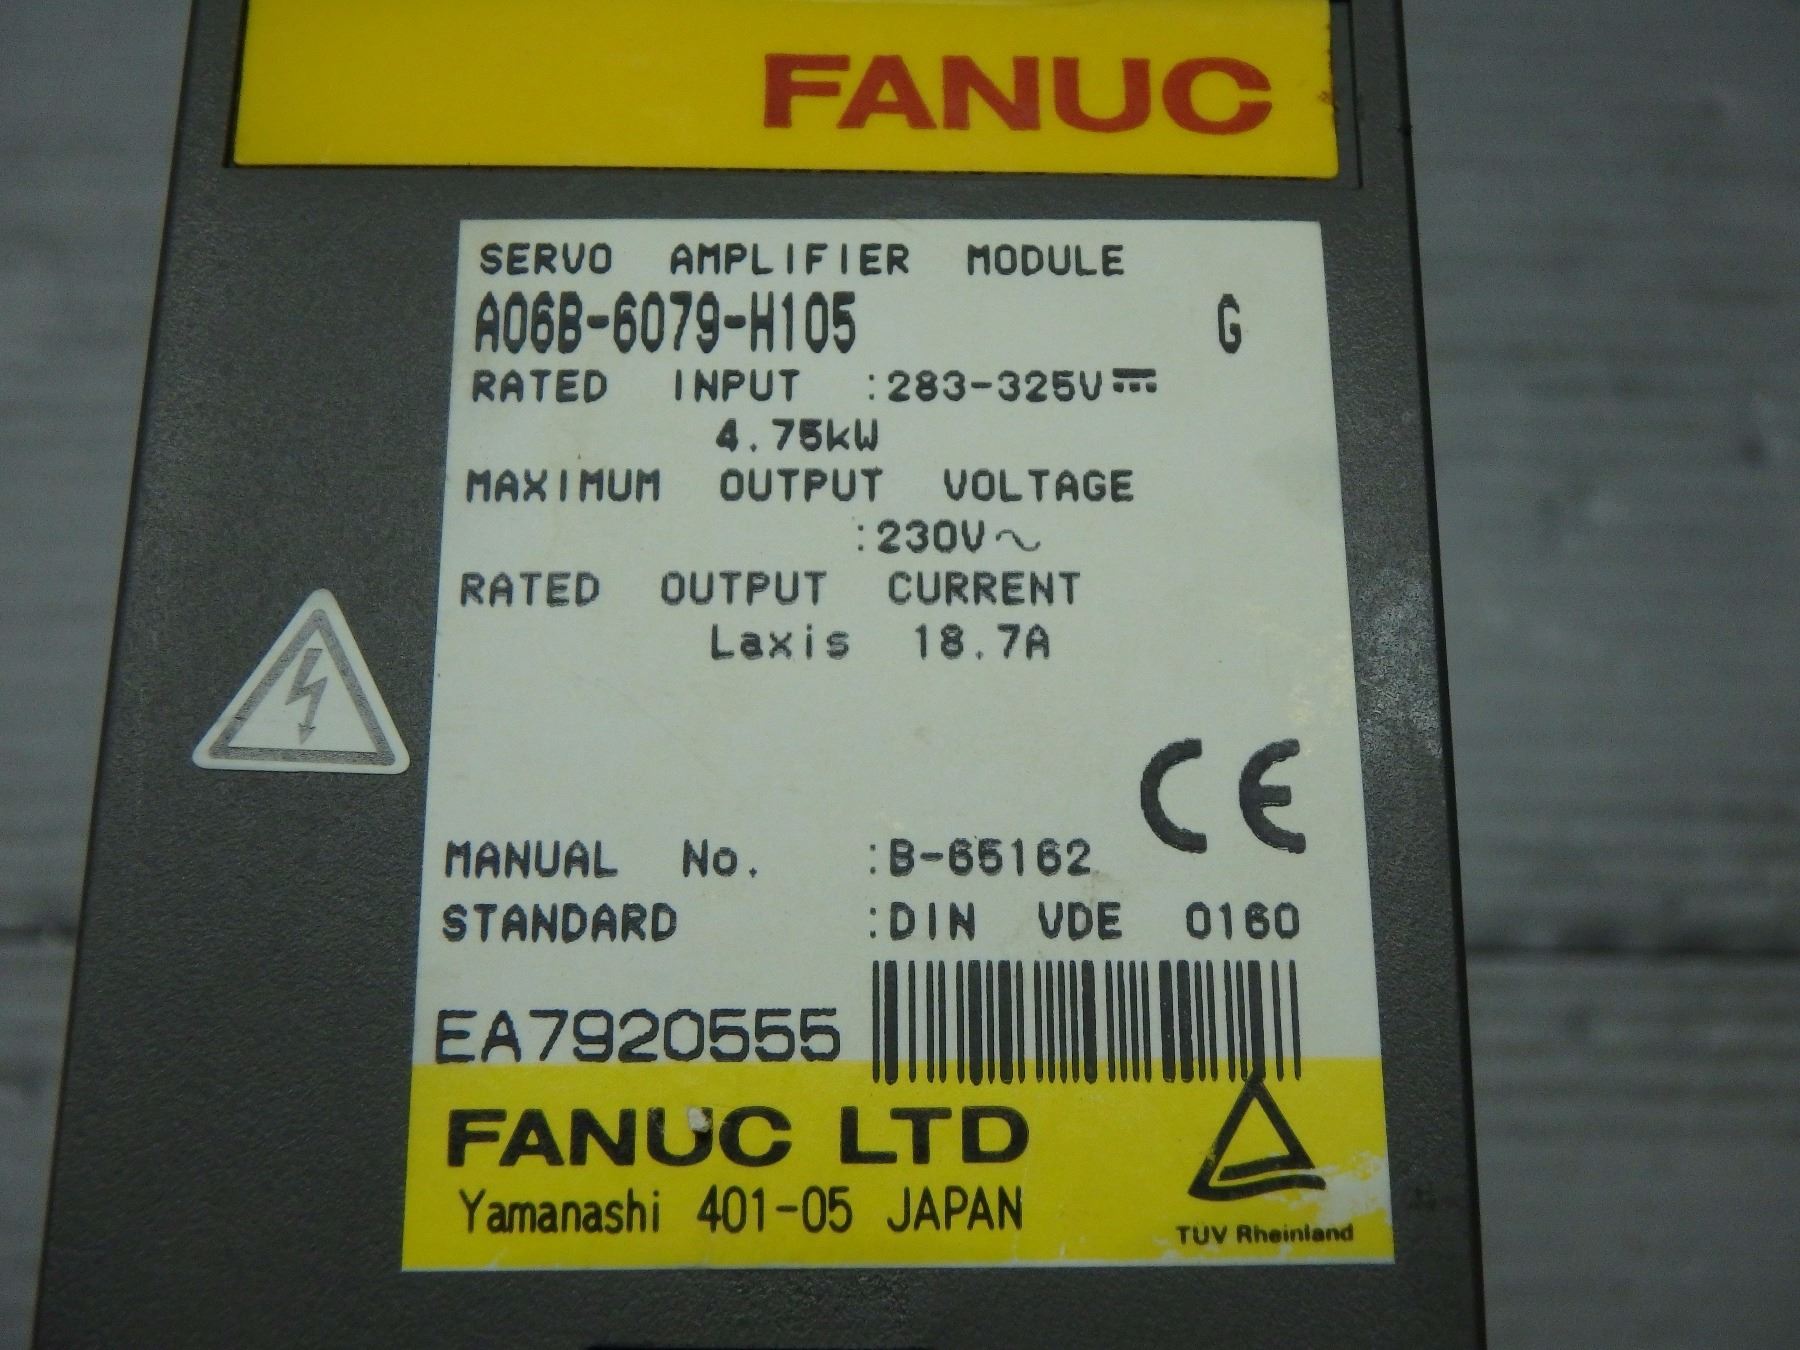 FANUC
SERVO AMPLIFIER MODULE
A06B-6079-H105 G
RATED INPUT :283-325V⎓
4.75kW
MAXIMUM OUTPUT VOLTAGE
:230V~
RATED OUTPUT CURRENT
Laxis 18.7A
CE
MANUAL No. :B-65162
STANDARD :DIN VDE 0160
EA7920555
FANUC LTD
Yamanashi 401-05 JAPAN
TÜV Rheinland